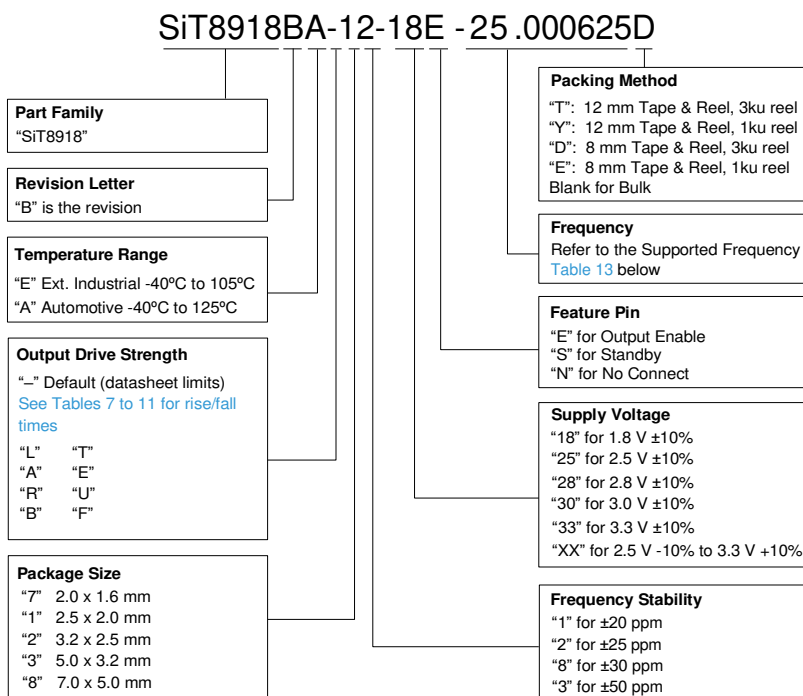 SiT8918BA-12-18E -25.000625D
Part Family
“SiT8918”
Revision Letter
“B” is the revision
Temperature Range
“E” Ext. Industrial -40ºC to 105ºC
“A” Automotive -40ºC to 125ºC
Output Drive Strength
“–” Default (datasheet limits)
See Tables 7 to 11 for rise/fall
times
“L” “T”
“A” “E”
“R” “U”
“B” “F”
Package Size
“7” 2.0 x 1.6 mm
“1” 2.5 x 2.0 mm
“2” 3.2 x 2.5 mm
“3” 5.0 x 3.2 mm
“8” 7.0 x 5.0 mm
Packing Method
“T”: 12 mm Tape & Reel, 3ku reel
“Y”: 12 mm Tape & Reel, 1ku reel
“D”: 8 mm Tape & Reel, 3ku reel
“E”: 8 mm Tape & Reel, 1ku reel
Blank for Bulk
Frequency
Refer to the Supported Frequency
Table 13 below
Feature Pin
“E” for Output Enable
“S” for Standby
“N” for No Connect
Supply Voltage
“18” for 1.8 V ±10%
“25” for 2.5 V ±10%
“28” for 2.8 V ±10%
“30” for 3.0 V ±10%
“33” for 3.3 V ±10%
“XX” for 2.5 V -10% to 3.3 V +10%
Frequency Stability
“1” for ±20 ppm
“2” for ±25 ppm
“8” for ±30 ppm
“3” for ±50 ppm